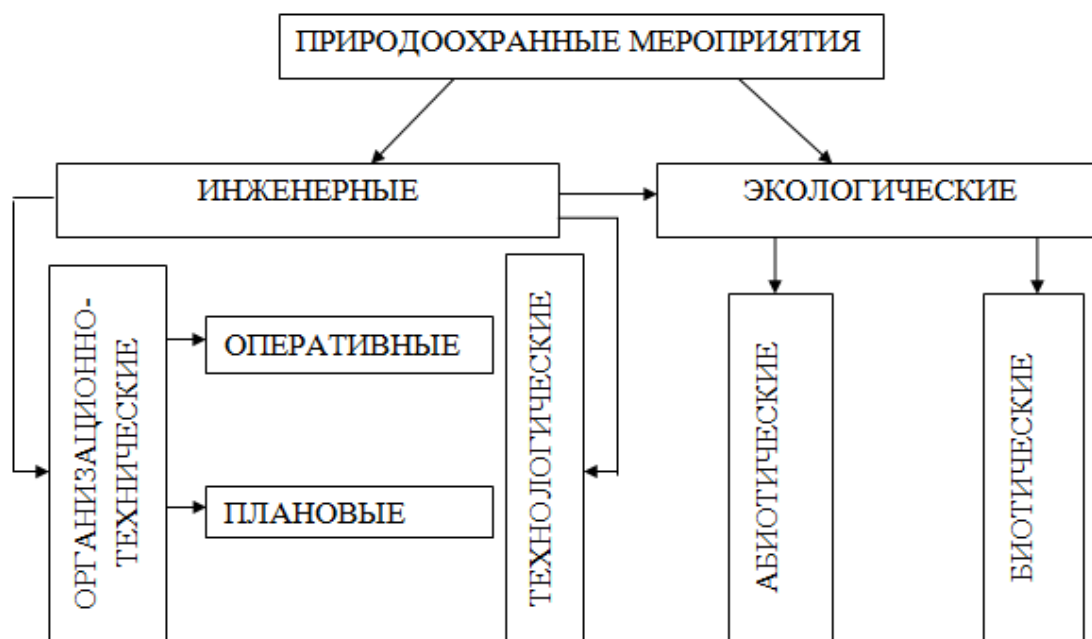 ПРИРОДООХРАННЫЕ МЕРОПРИЯТИЯ
ИНЖЕНЕРНЫЕ
ЭКОЛОГИЧЕСКИЕ
ОРГАНИЗАЦИОННО-
ТЕХНИЧЕСКИЕ
ОПЕРАТИВНЫЕ
ПЛАНОВЫЕ
ТЕХНОЛОГИЧЕСКИЕ
АБИОТИЧЕСКИЕ
БИОТИЧЕСКИЕ